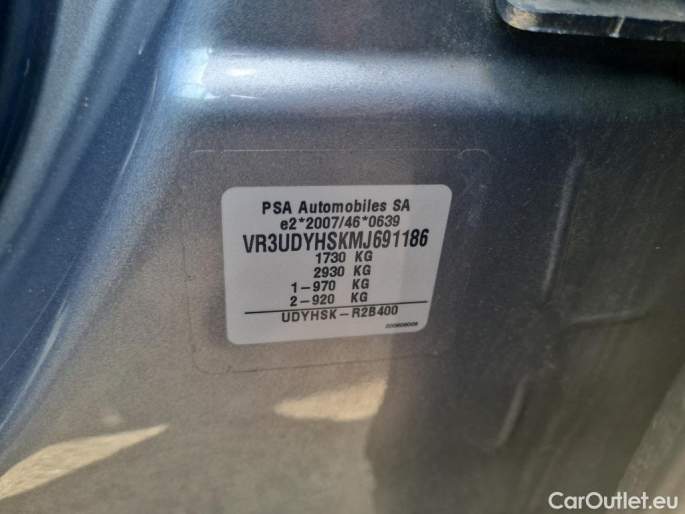 PSA Automobiles SA
e2*2007/46*0639
VR3UDYHSKMJ691186
1730 KG
2930 KG
1-970 KG
2-920 KG
UDYHSK-R2B400
CarOutlet.eu